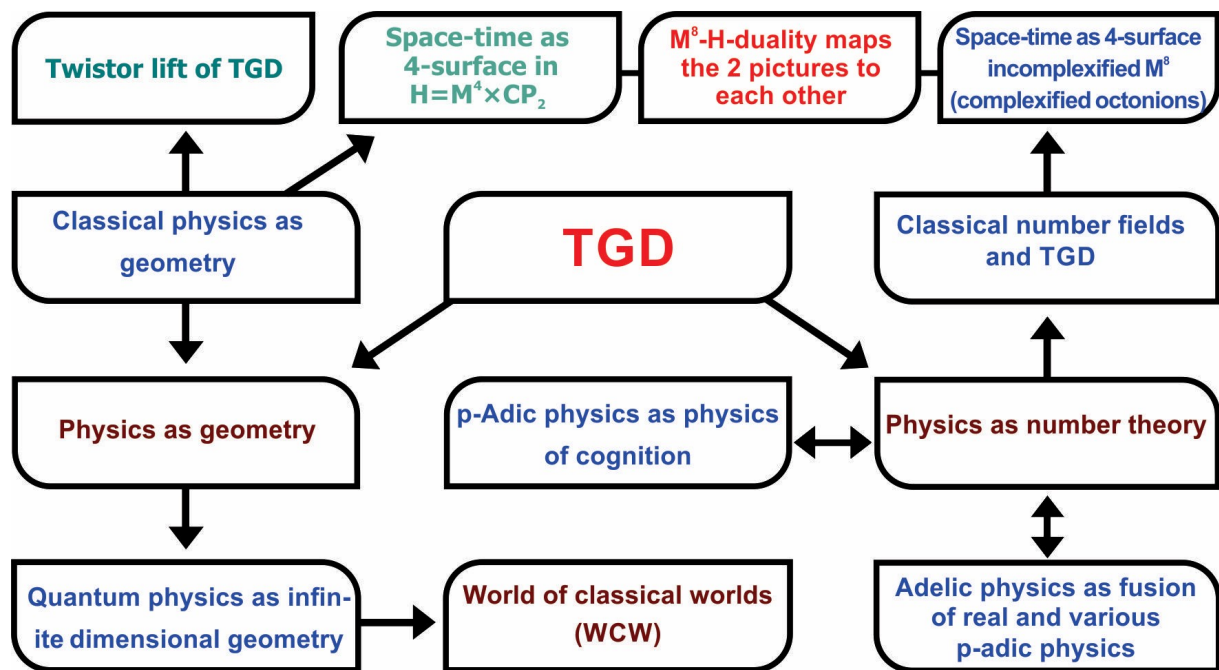 Twistor lift of TGD
Space-time as
4-surface in
H=M⁴×CP₂
M⁸-H-duality maps
the 2 pictures to
each other
Space-time as 4-surface
incomplexified M⁸
(complexified octonions)
Classical physics as
geometry
TGD
Classical number fields
and TGD
Physics as geometry
p-Adic physics as physics
of cognition
Physics as number theory
Quantum physics as infin-
ite dimensional geometry
World of classical worlds
(WCW)
Adelic physics as fusion
of real and various
p-adic physics